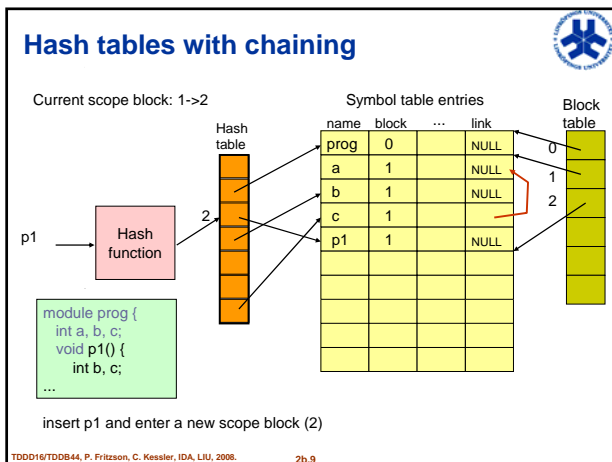 Hash tables with chaining
LINKÖPINGS UNIVERSITET
Current scope block: 1->2
Symbol table entries
Block
table
Hash
table
name block ... link
prog 0 NULL
a 1 NULL
b 1 NULL
c 1
p1 1 NULL
0
1
2
2
p1
Hash
function
module prog {
int a, b, c;
void p1() {
int b, c;
...
insert p1 and enter a new scope block (2)
TDDD16/TDDB44, P. Fritzson, C. Kessler, IDA, LIU, 2008.
2b.9